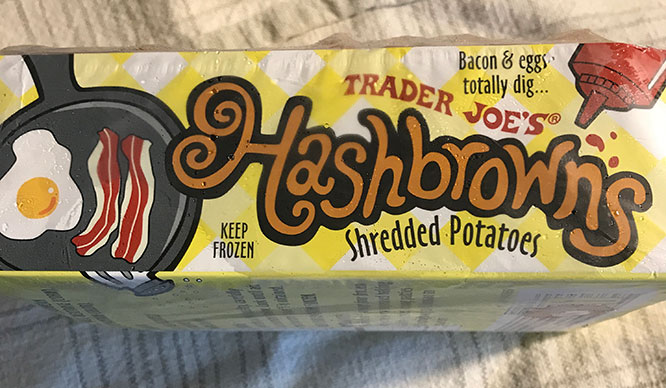 Bacon & eggs
totally dig...
TRADER JOE'S®
Hashbrowns
Shredded Potatoes
KEEP
FROZEN